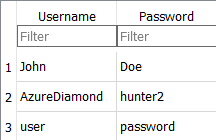 Username Password
Filter Filter
1 John Doe
2 AzureDiamond hunter2
3 user password